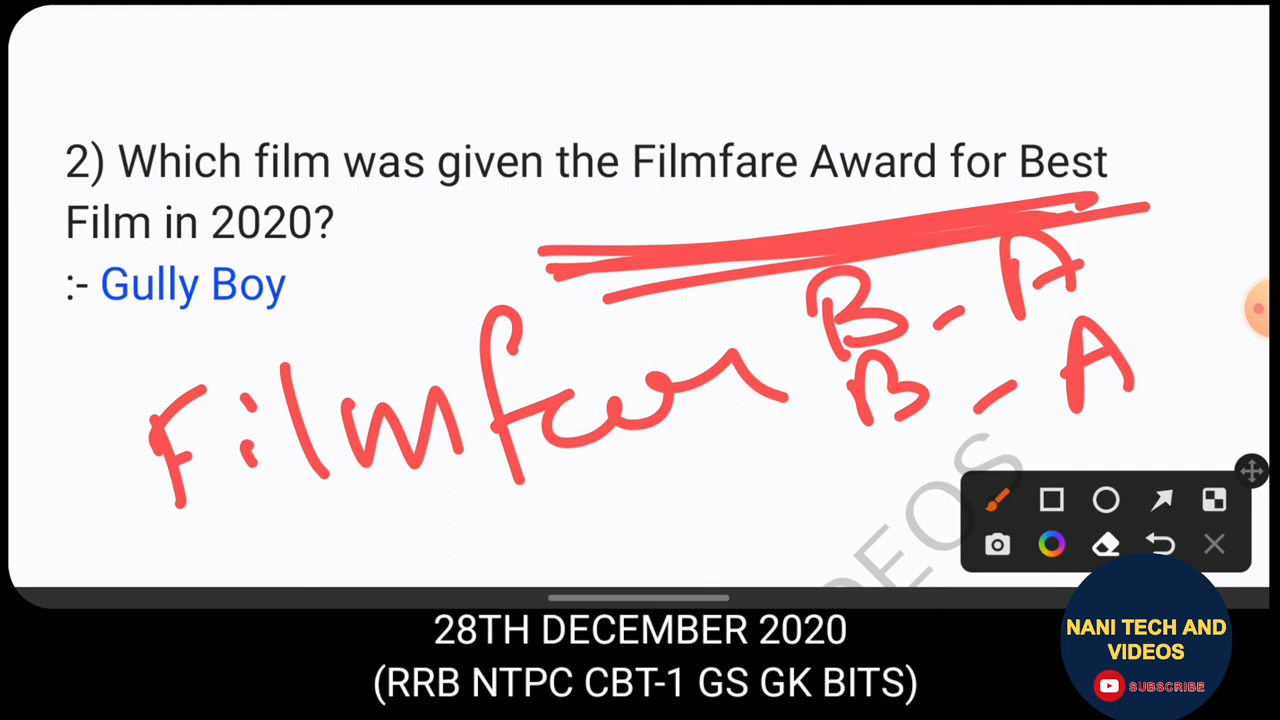 2) Which film was given the Filmfare Award for Best
Film in 2020?
:- Gully Boy
B - A
Filmfare
B - A
DEOS
28TH DECEMBER 2020
(RRB NTPC CBT-1 GS GK BITS)
NANI TECH AND
VIDEOS
SUBSCRIBE